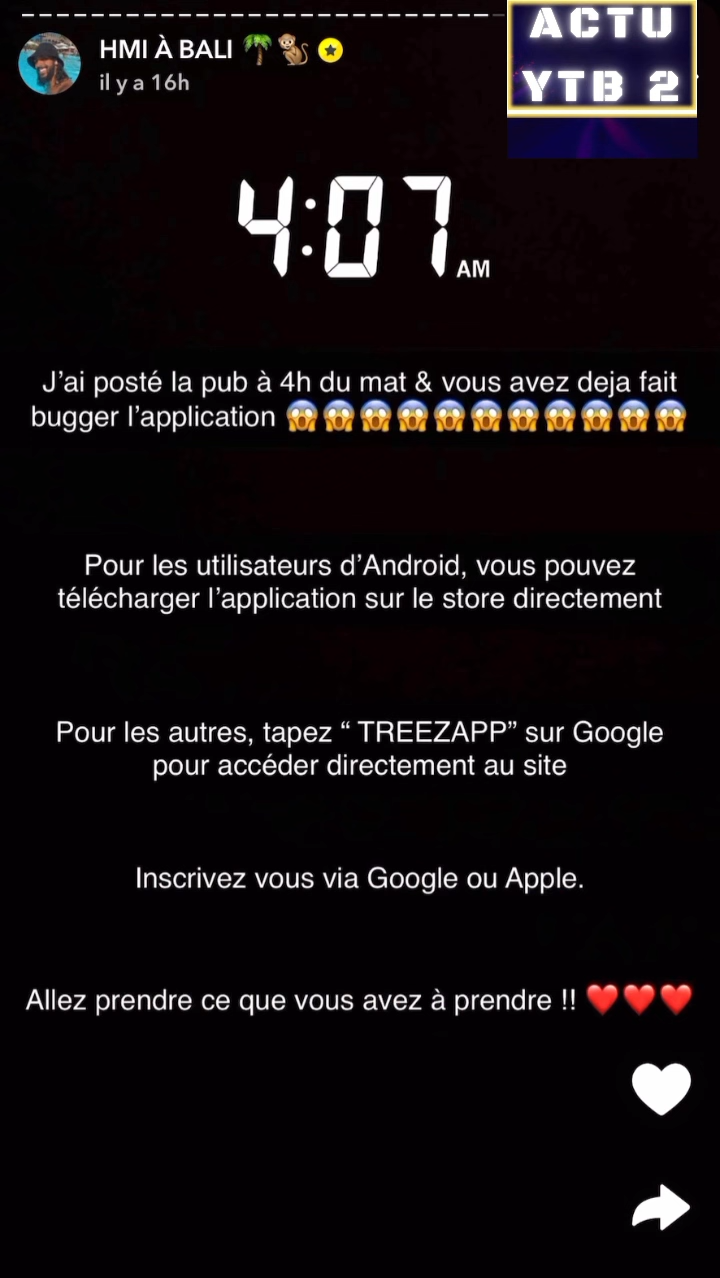 HMI À BALI 🌴🐒
il y a 16h
ACTU
YTB 2
4:07 AM
J’ai posté la pub à 4h du mat & vous avez deja fait
bugger l’application 😱😱😱😱😱😱😱😱😱😱😱
Pour les utilisateurs d’Android, vous pouvez
télécharger l’application sur le store directement
Pour les autres, tapez “ TREEZAPP” sur Google
pour accéder directement au site
Inscrivez vous via Google ou Apple.
Allez prendre ce que vous avez à prendre !! ❤️❤️❤️